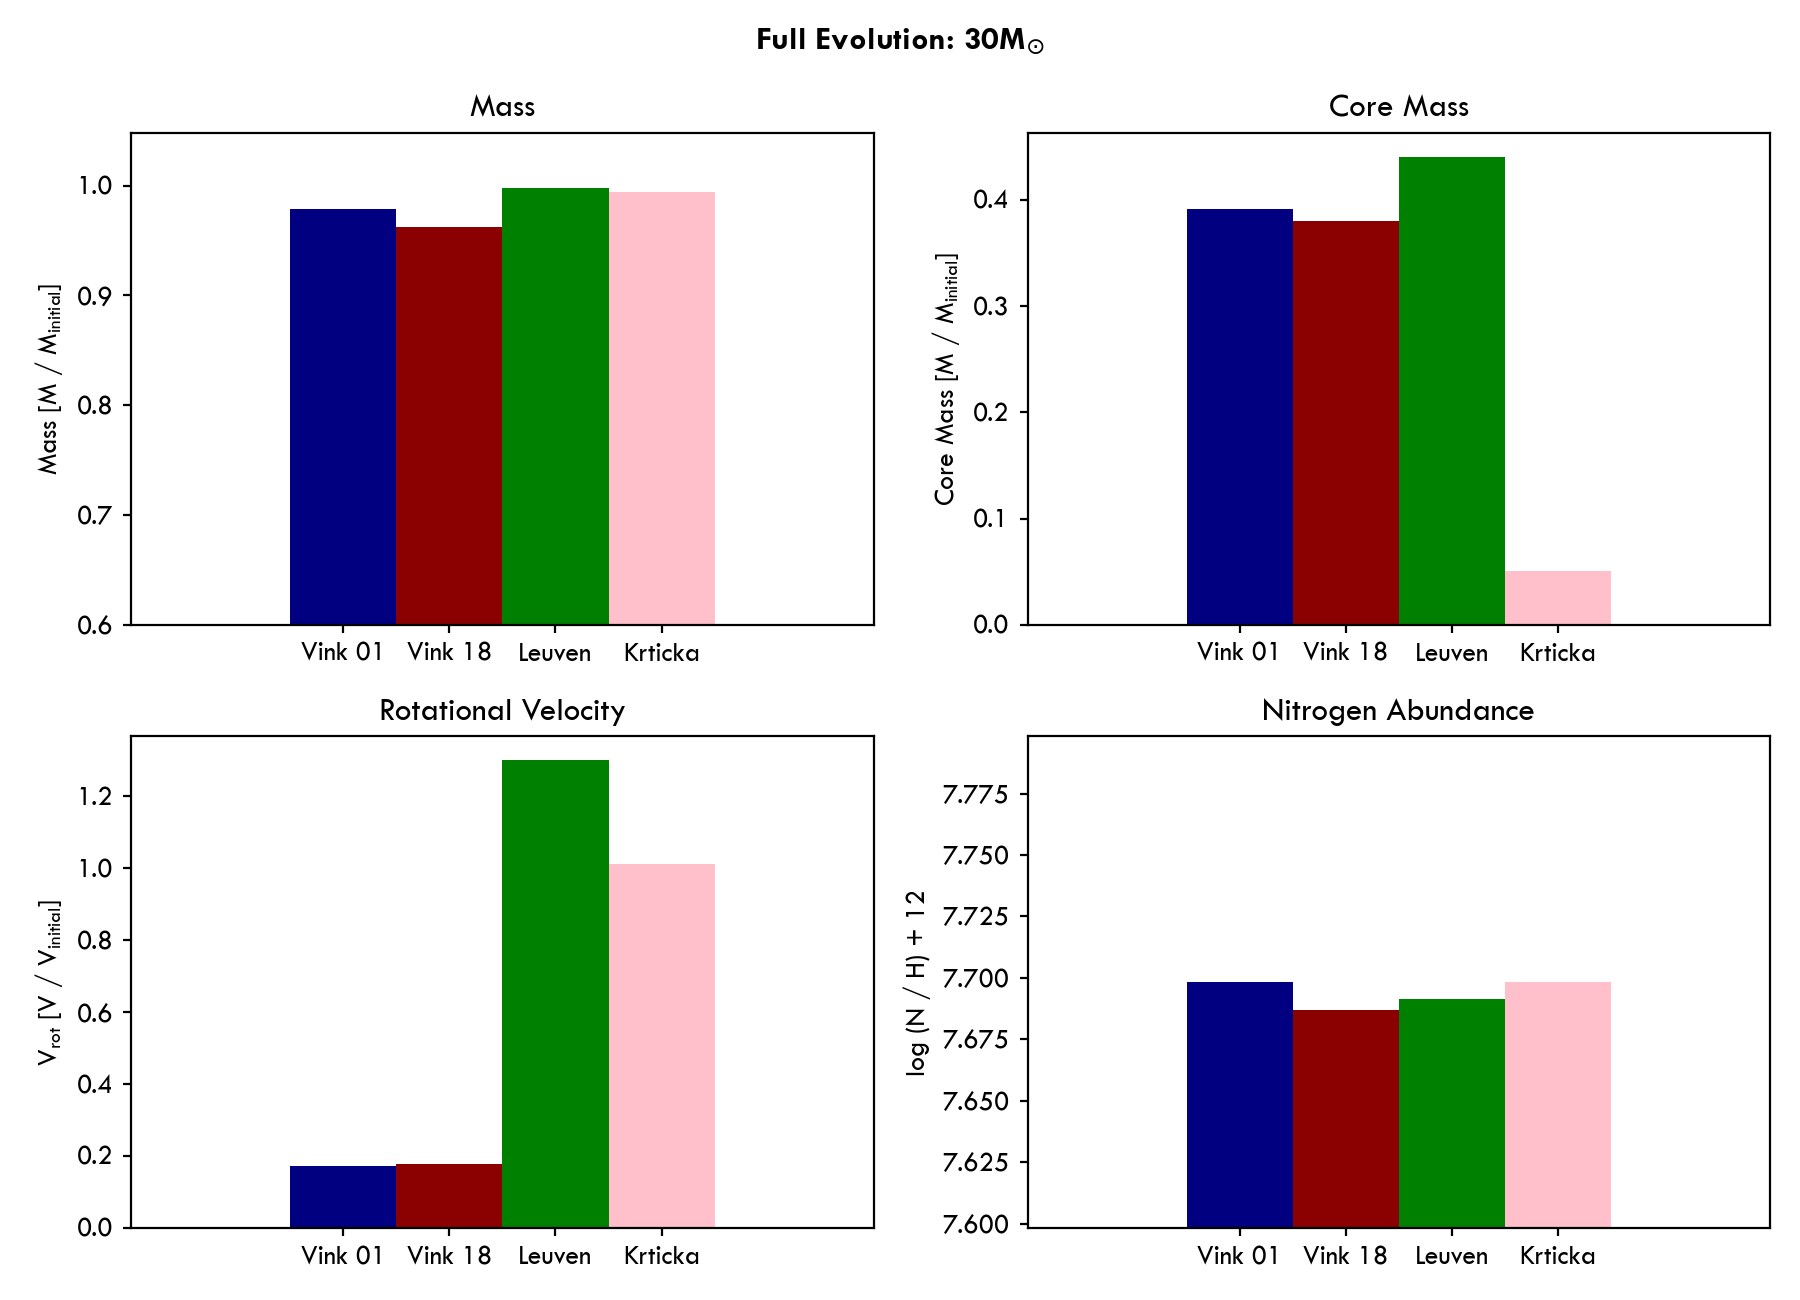 Full Evolution: 30M☉
Mass
Mass [M / Minitial]
1.0
0.9
0.8
0.7
0.6
Vink 01 Vink 18 Leuven Krticka
Core Mass
Core Mass [M / Minitial]
0.4
0.3
0.2
0.1
0.0
Vink 01 Vink 18 Leuven Krticka
Rotational Velocity
Vrot [V / Vinitial]
1.2
1.0
0.8
0.6
0.4
0.2
0.0
Vink 01 Vink 18 Leuven Krticka
Nitrogen Abundance
log (N / H) + 12
7.775
7.750
7.725
7.700
7.675
7.650
7.625
7.600
Vink 01 Vink 18 Leuven Krticka